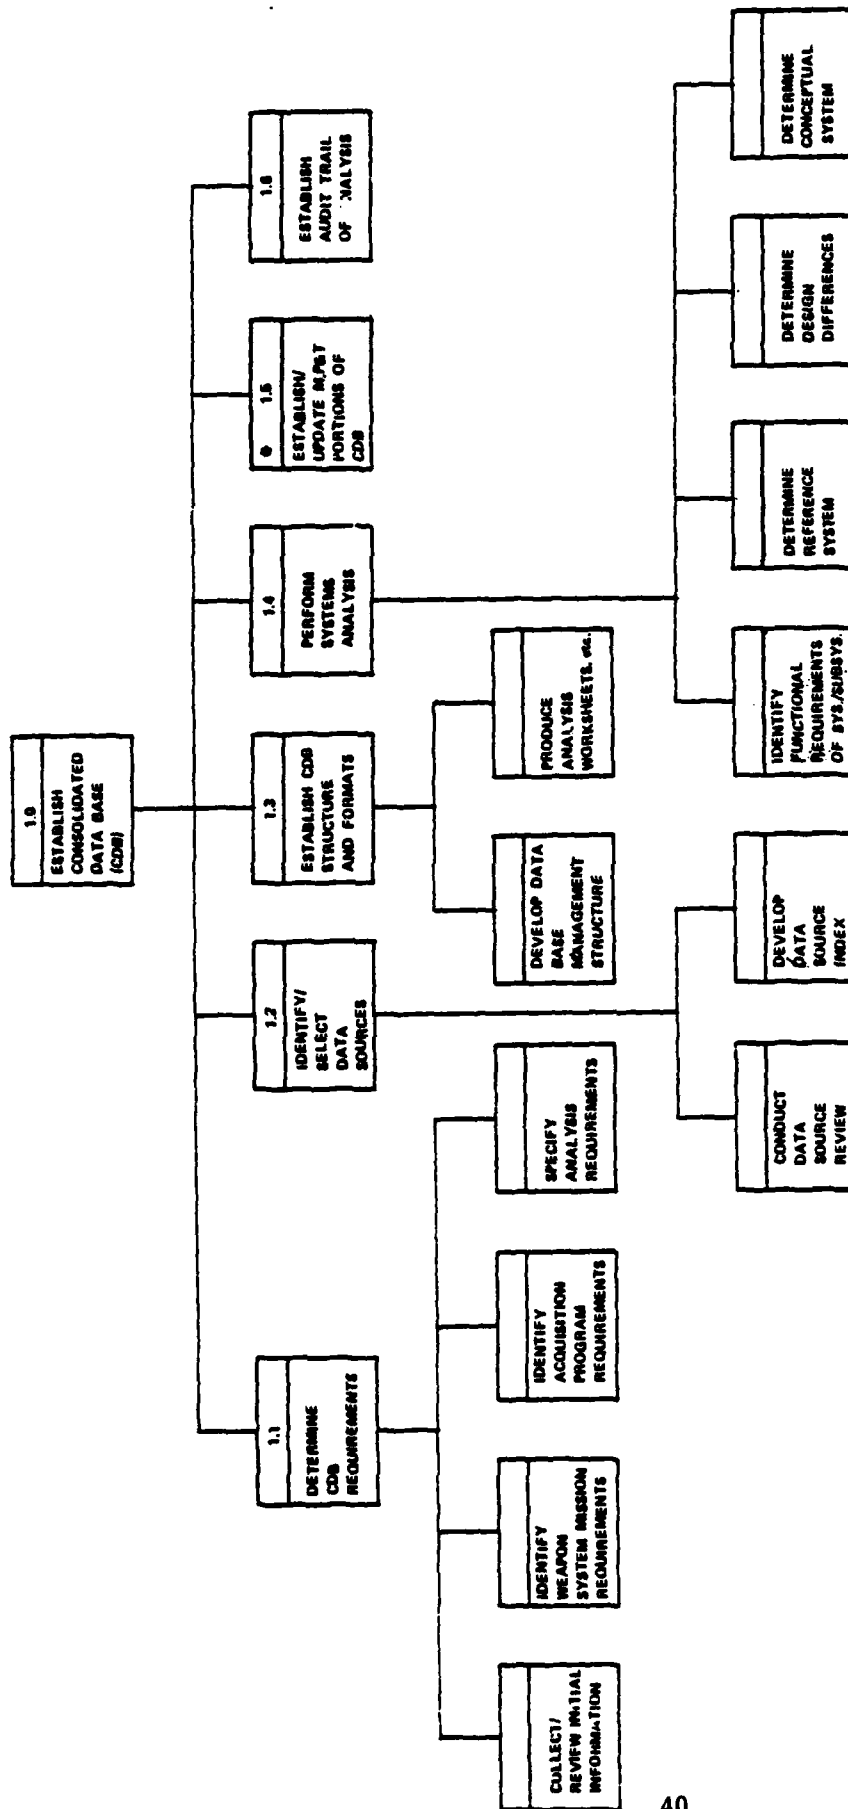 1.0
ESTABLISH
CONSOLIDATED
DATA BASE
(CDB)
1.1
DETERMINE
CDB
REQUIREMENTS
1.2
IDENTIFY/
SELECT
DATA
SOURCES
1.3
ESTABLISH CDB
STRUCTURE
AND FORMATS
1.4
PERFORM
SYSTEMS
ANALYSIS
1.5
ESTABLISH/
UPDATE M,P&T
PORTIONS OF
CDB
1.6
ESTABLISH
AUDIT TRAIL
OF
COLLECT/
REVIEW INITIAL
INFORMATION
IDENTIFY
WEAPON
SYSTEM MISSION
REQUIREMENTS
IDENTIFY
ACQUISITION
PROGRAM
REQUIREMENTS
SPECIFY
ANALYSIS
REQUIREMENTS
DEVELOP DATA
BASE
MANAGEMENT
STRUCTURE
PRODUCE
ANALYSIS
WORKSHEETS, etc.
CONDUCT
DATA
SOURCE
REVIEW
DEVELOP
DATA
SOURCE
INDEX
IDENTIFY
FUNCTIONAL
REQUIREMENTS
OF SYS./SUBSYS.
DETERMINE
REFERENCE
SYSTEM
DETERMINE
DESIGN
DIFFERENCES
DETERMINE
CONCEPTUAL
SYSTEM
40